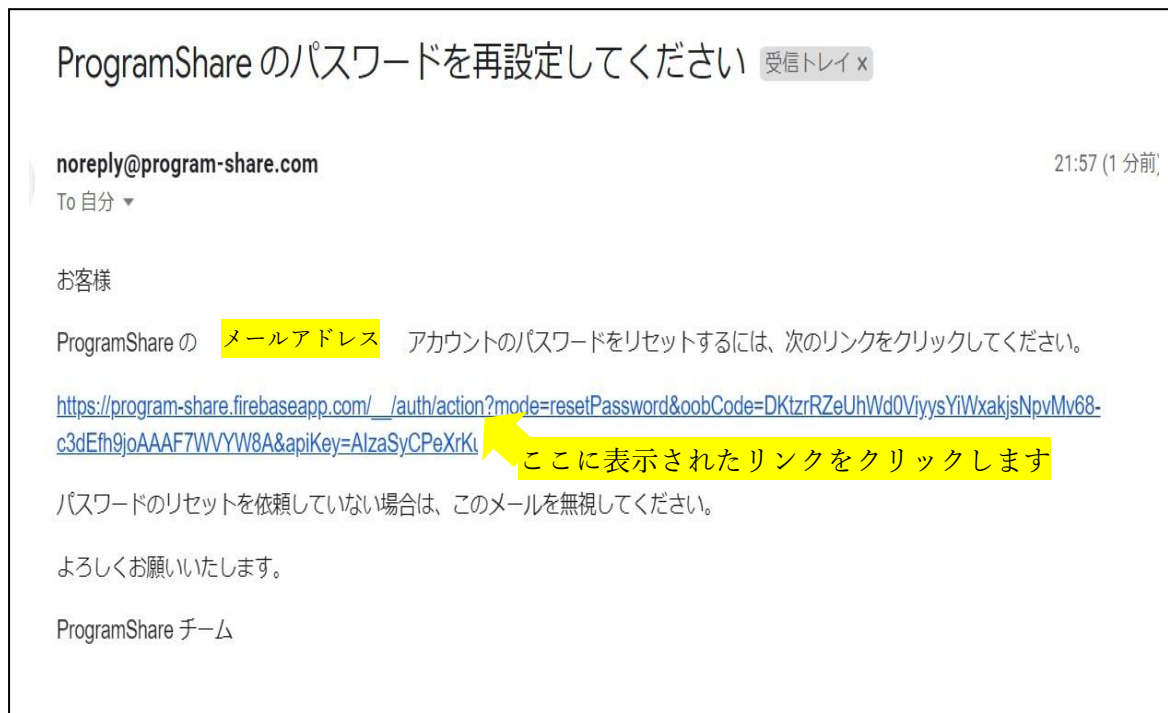 ProgramShare のパスワードを再設定してください 受信トレイ x
noreply@program-share.com 21:57 (1 分前)
To 自分
お客様
ProgramShare の メールアドレス アカウントのパスワードをリセットするには、次のリンクをクリックしてください。
https://program-share.firebaseapp.com/__/auth/action?mode=resetPassword&oobCode=DKtzrRZeUhWd0ViyysYiWxakjsNpvMv68-
c3dEfh9joAAAF7WVYW8A&apiKey=AIzaSyCPeXrKu
ここに表示されたリンクをクリックします
パスワードのリセットを依頼していない場合は、このメールを無視してください。
よろしくお願いいたします。
ProgramShare チーム